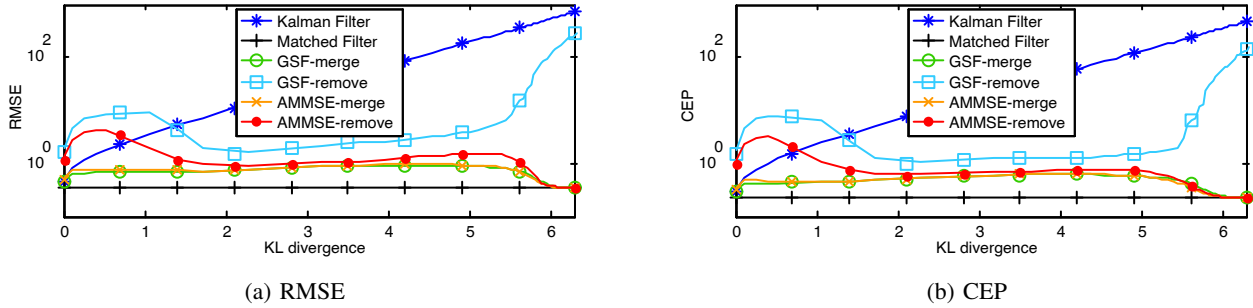 Kalman Filter
Matched Filter
GSF-merge
GSF-remove
AMMSE-merge
AMMSE-remove
RMSE
10^2
10^0
0 1 2 3 4 5 6
KL divergence
(a) RMSE
Kalman Filter
Matched Filter
GSF-merge
GSF-remove
AMMSE-merge
AMMSE-remove
CEP
10^2
10^0
0 1 2 3 4 5 6
KL divergence
(b) CEP